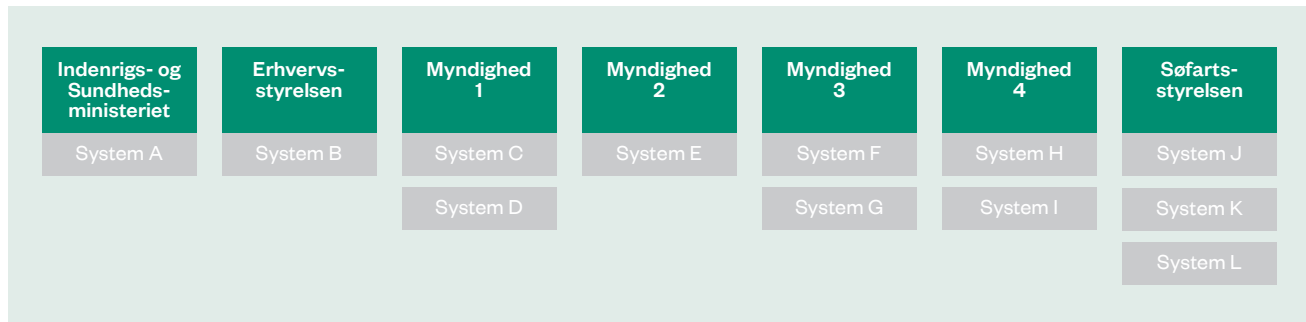 Indenrigs- og
Sundheds-
ministeriet
System A
Erhvervs-
styrelsen
System B
Myndighed
1
System C
System D
Myndighed
2
System E
Myndighed
3
System F
System G
Myndighed
4
System H
System I
Søfarts-
styrelsen
System J
System K
System L